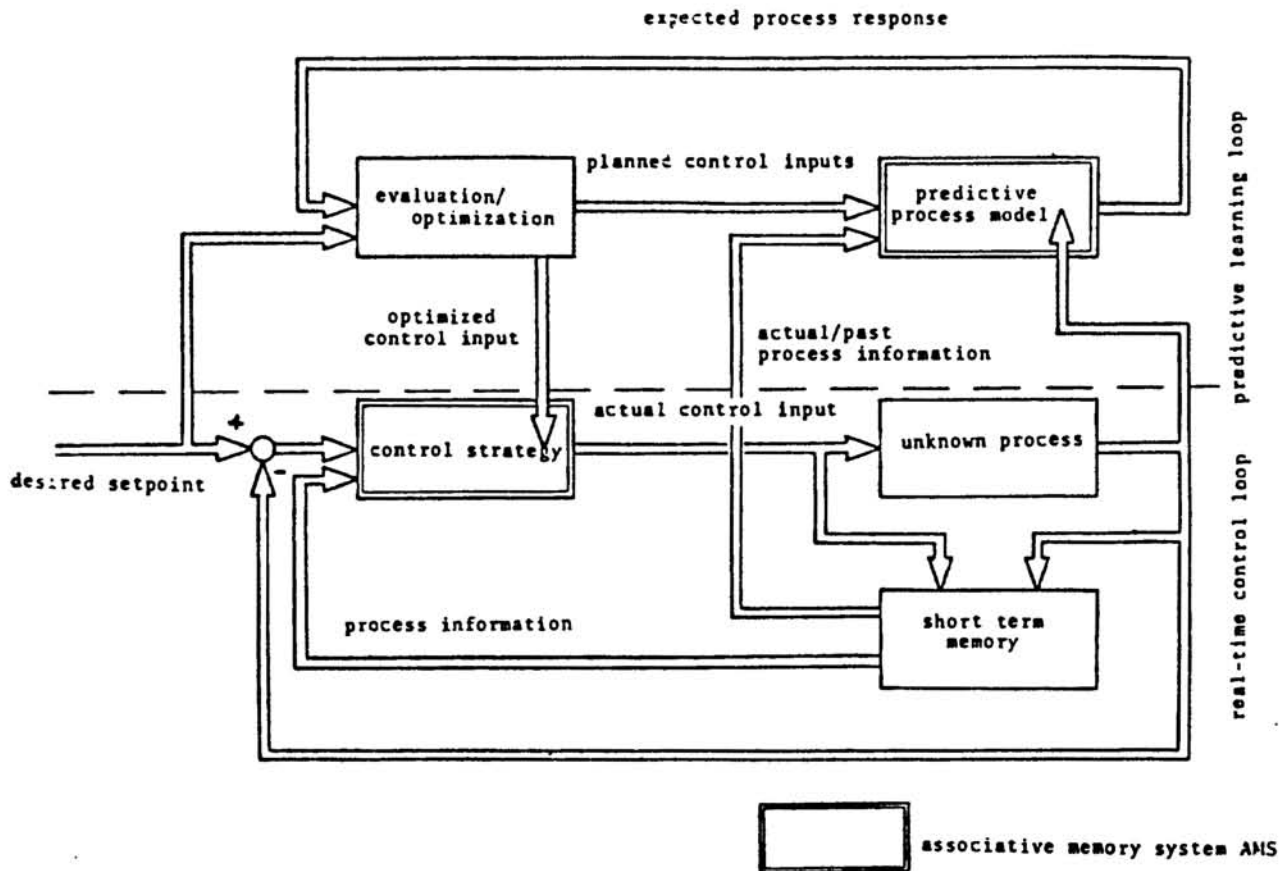 expected process response
planned control inputs
evaluation/
optimization
predictive
process model
predictive learning loop
optimized
control input
actual/past
process information
actual control input
+
-
control strategy
unknown process
desired setpoint
real-time control loop
process information
short term
memory
associative memory system AMS